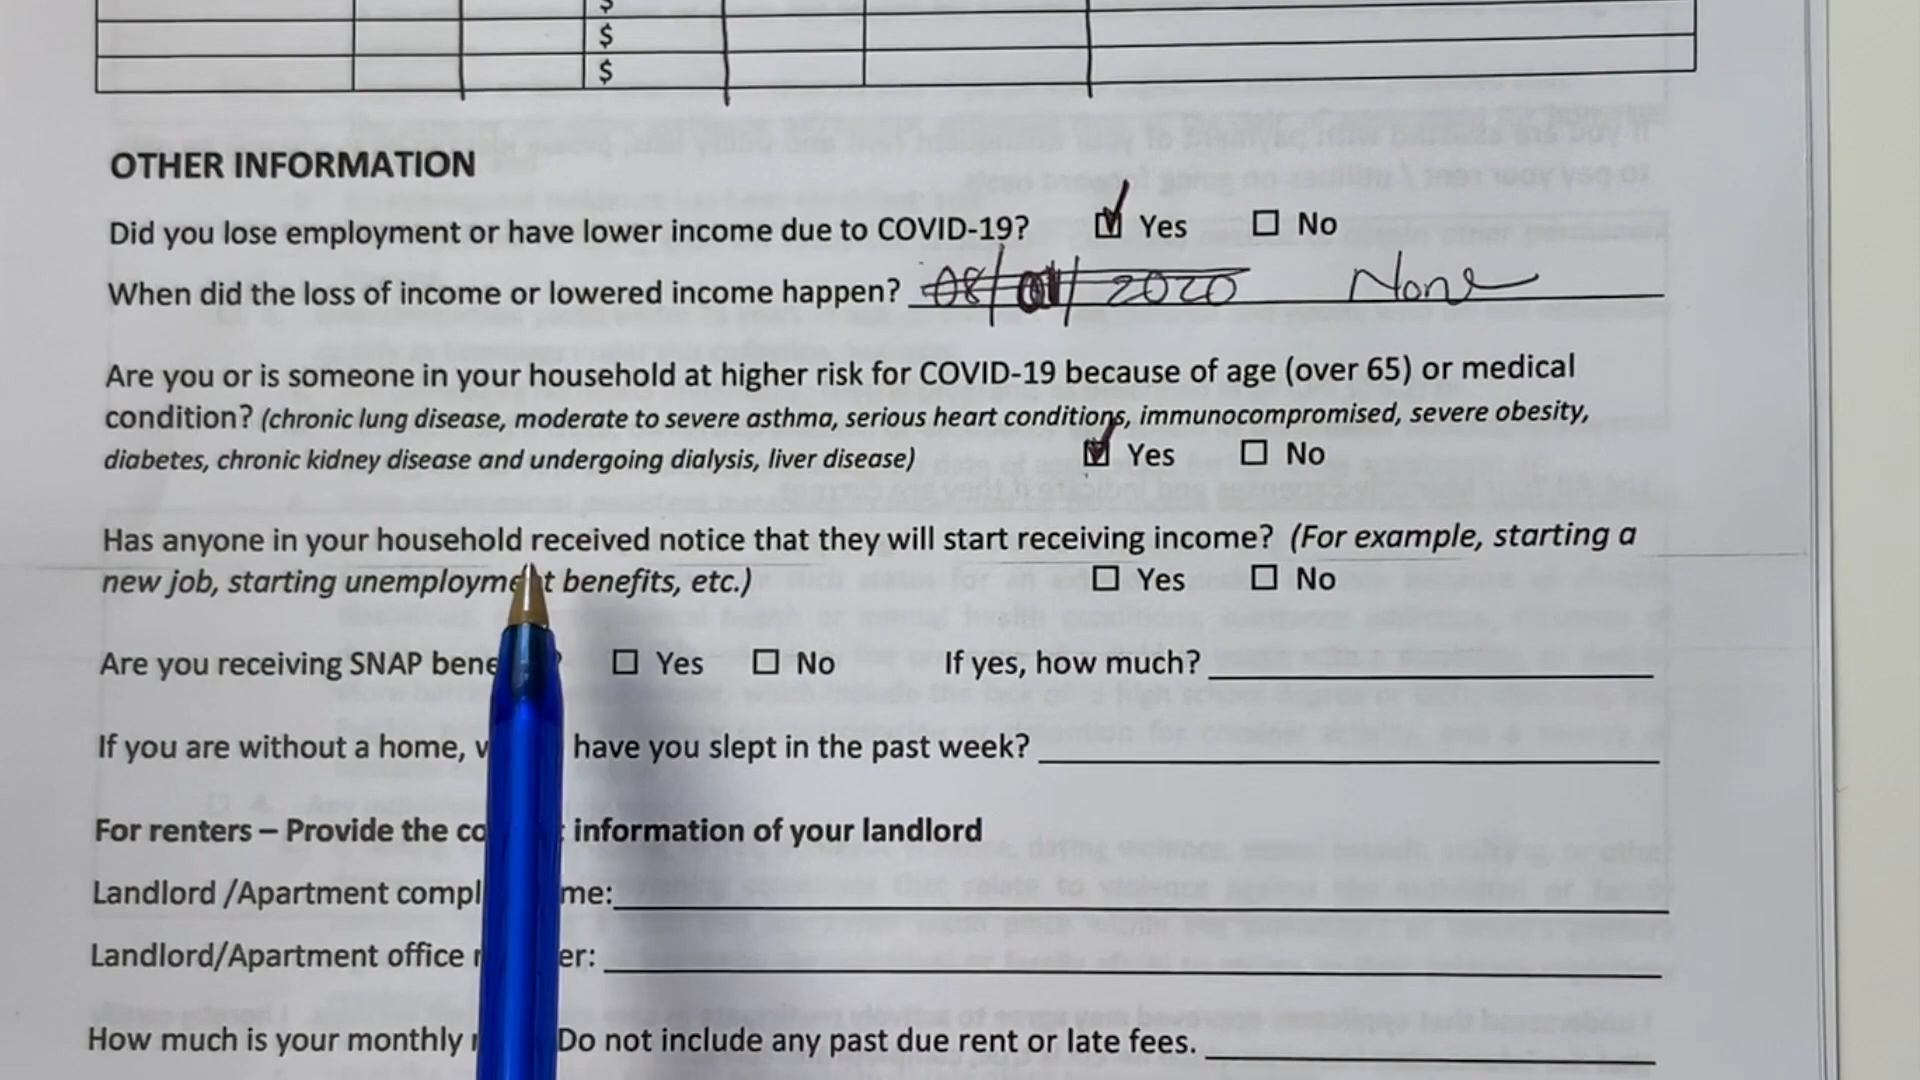 $
$
$
OTHER INFORMATION
Did you lose employment or have lower income due to COVID-19? Yes No
When did the loss of income or lowered income happen? 08/01/2020 None
Are you or is someone in your household at higher risk for COVID-19 because of age (over 65) or medical
condition? (chronic lung disease, moderate to severe asthma, serious heart conditions, immunocompromised, severe obesity,
diabetes, chronic kidney disease and undergoing dialysis, liver disease) Yes No
Has anyone in your household received notice that they will start receiving income? (For example, starting a
new job, starting unemployment benefits, etc.) Yes No
Are you receiving SNAP Yes No If yes, how much?
If you are without a home, have you slept in the past week?
For renters – Provide the information of your landlord
Landlord /Apartment
Landlord/Apartment office
How much is your monthly Do not include any past due rent or late fees.